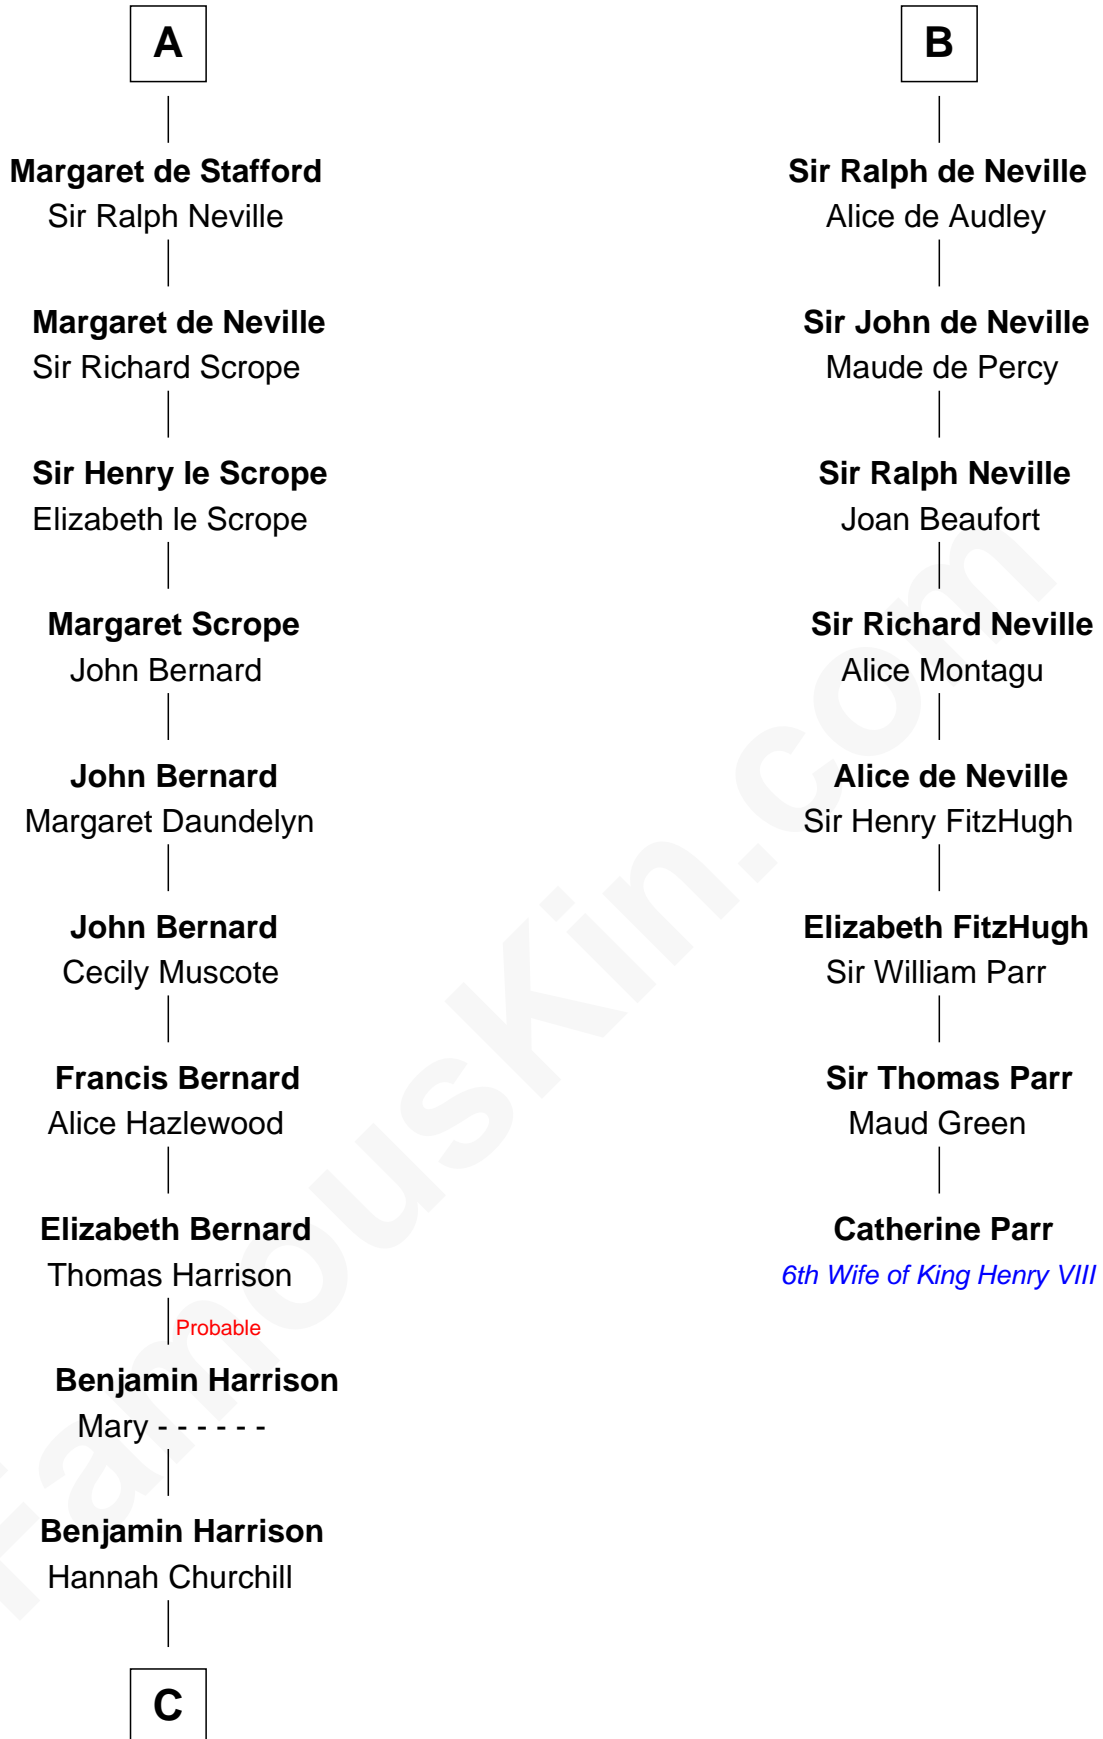 A
Margaret de Stafford
Sir Ralph Neville
Margaret de Neville
Sir Richard Scrope
Sir Henry le Scrope
Elizabeth le Scrope
Margaret Scrope
John Bernard
John Bernard
Margaret Daundelyn
John Bernard
Cecily Muscote
Francis Bernard
Alice Hazlewood
Elizabeth Bernard
Thomas Harrison
Probable
Benjamin Harrison
Mary - - - - - -
Benjamin Harrison
Hannah Churchill
C
B
Sir Ralph de Neville
Alice de Audley
Sir John de Neville
Maude de Percy
Sir Ralph Neville
Joan Beaufort
Sir Richard Neville
Alice Montagu
Alice de Neville
Sir Henry FitzHugh
Elizabeth FitzHugh
Sir William Parr
Sir Thomas Parr
Maud Green
Catherine Parr
6th Wife of King Henry VIII
FamousKin.com